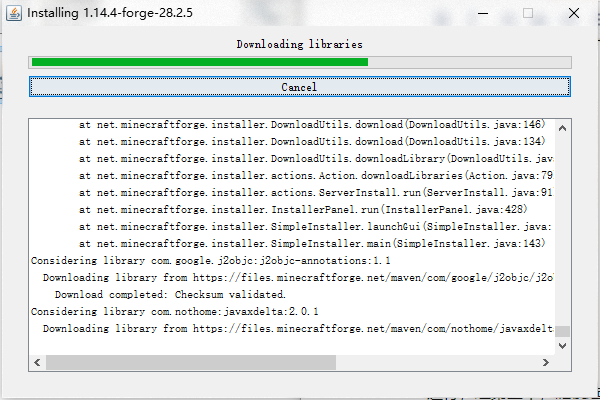 Installing 1.14.4-forge-28.2.5
Downloading libraries
Cancel
at net.minecraftforge.installer.DownloadUtils.download(DownloadUtils.java:146)
at net.minecraftforge.installer.DownloadUtils.download(DownloadUtils.java:134)
at net.minecraftforge.installer.DownloadUtils.downloadLibrary(DownloadUtils.jav
at net.minecraftforge.installer.actions.Action.downloadLibraries(Action.java:79
at net.minecraftforge.installer.actions.ServerInstall.run(ServerInstall.java:91
at net.minecraftforge.installer.InstallerPanel.run(InstallerPanel.java:428)
at net.minecraftforge.installer.SimpleInstaller.launchGui(SimpleInstaller.java:
at net.minecraftforge.installer.SimpleInstaller.main(SimpleInstaller.java:143)
Considering library com.google.j2objc:j2objc-annotations:1.1
Downloading library from https://files.minecraftforge.net/maven/com/google/j2objc/j2o
Download completed: Checksum validated.
Considering library com.nothome:javaxdelta:2.0.1
Downloading library from https://files.minecraftforge.net/maven/com/nothome/javaxdelt